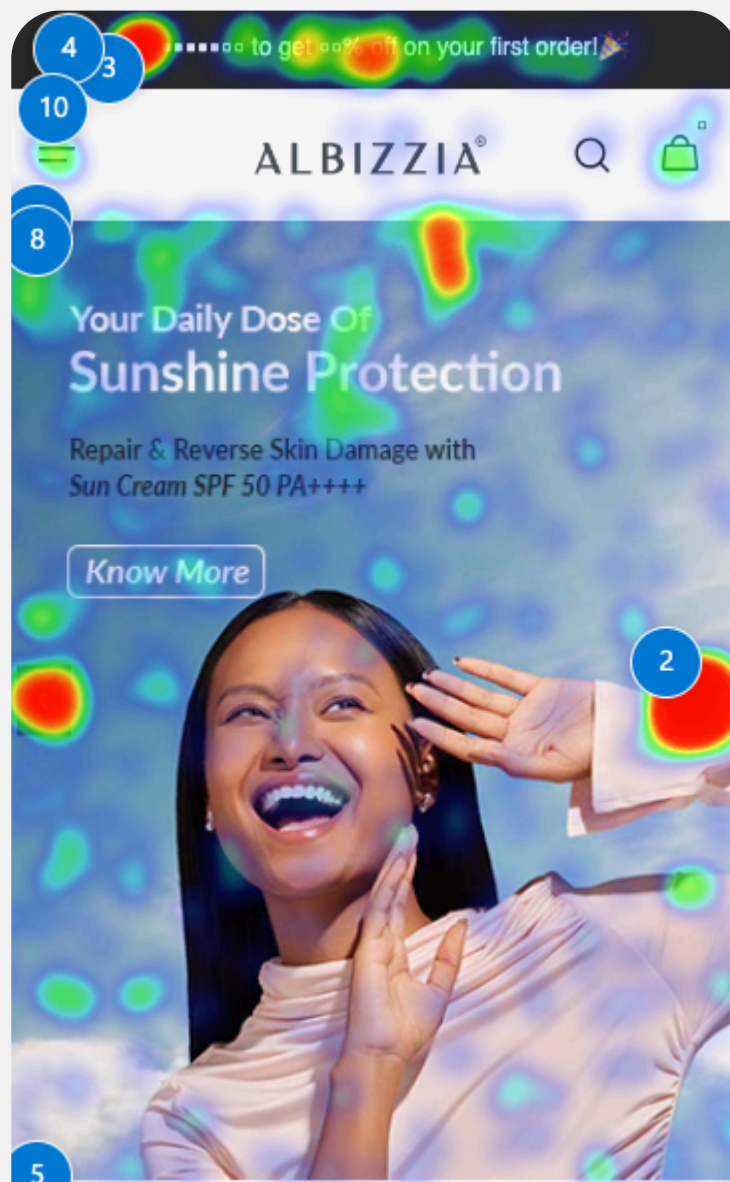 4
3
▪▪▪▪▪▫▫ to get ▫▫% off on your first order!🎉
10
ALBIZZIA®
8
Your Daily Dose Of
Sunshine Protection
Repair & Reverse Skin Damage with
Sun Cream SPF 50 PA++++
Know More
2
5